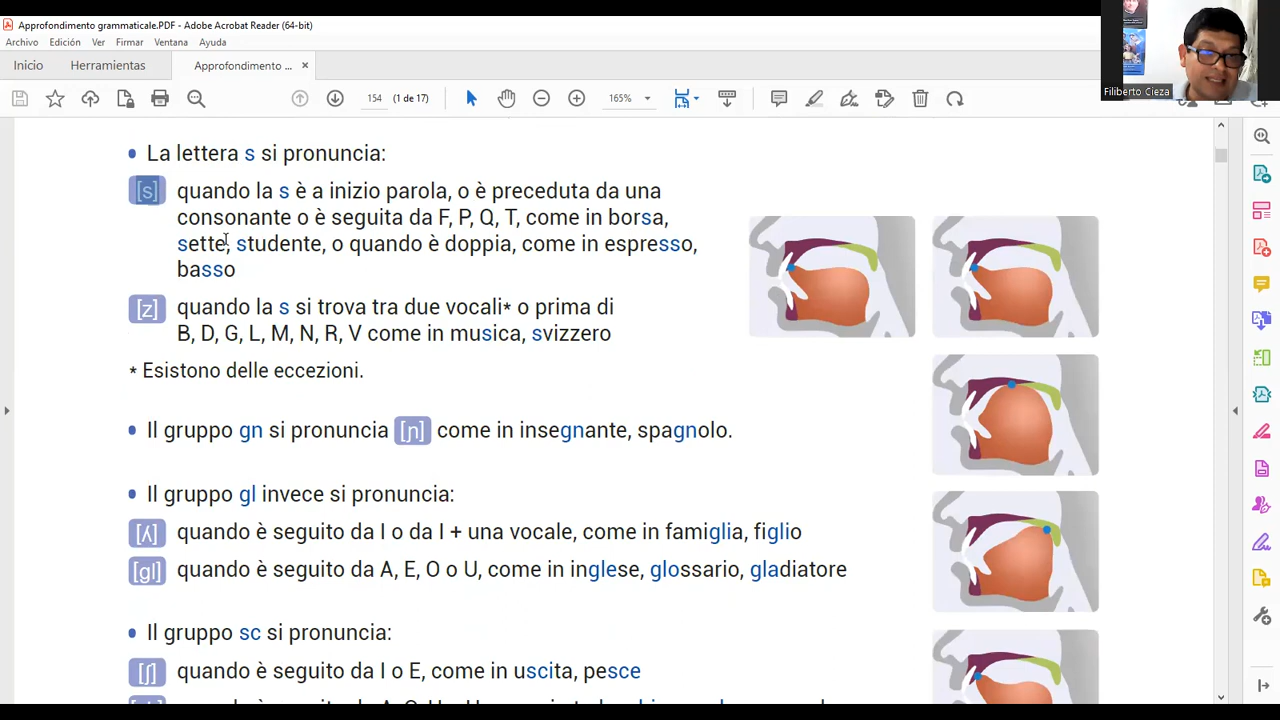 Approfondimento grammaticale.PDF - Adobe Acrobat Reader (64-bit)
Archivo Edición Ver Firmar Ventana Ayuda
Inicio Herramientas Approfondimento ... ×
154 (1 de 17) 165%
Filiberto Cieza
• La lettera s si pronuncia:
[s] quando la s è a inizio parola, o è preceduta da una
consonante o è seguita da F, P, Q, T, come in borsa,
sette, studente, o quando è doppia, come in espresso,
basso
[z] quando la s si trova tra due vocali* o prima di
B, D, G, L, M, N, R, V come in musica, svizzero
* Esistono delle eccezioni.
• Il gruppo gn si pronuncia [ɲ] come in insegnante, spagnolo.
• Il gruppo gl invece si pronuncia:
[ʎ] quando è seguito da I o da I + una vocale, come in famiglia, figlio
[gl] quando è seguito da A, E, O o U, come in inglese, glossario, gladiatore
• Il gruppo sc si pronuncia:
[ʃ] quando è seguito da I o E, come in uscita, pesce